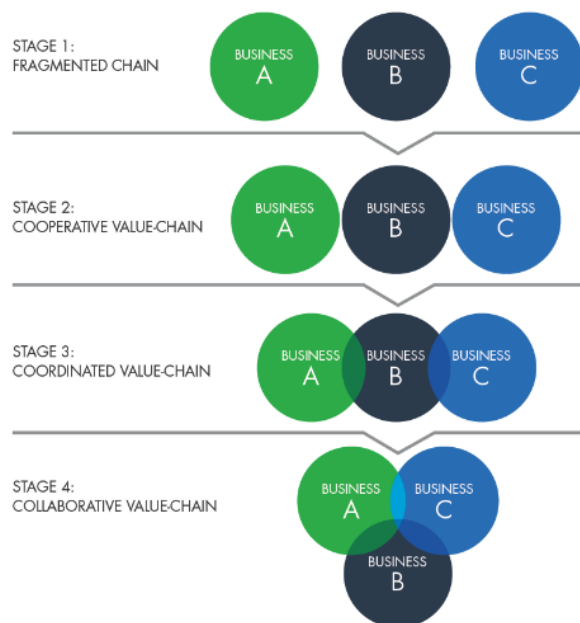 STAGE 1:
FRAGMENTED CHAIN
BUSINESS
A
BUSINESS
B
BUSINESS
C
STAGE 2:
COOPERATIVE VALUE-CHAIN
BUSINESS
A
BUSINESS
B
BUSINESS
C
STAGE 3:
COORDINATED VALUE-CHAIN
BUSINESS
A
BUSINESS
B
BUSINESS
C
STAGE 4:
COLLABORATIVE VALUE-CHAIN
BUSINESS
A
BUSINESS
C
BUSINESS
B